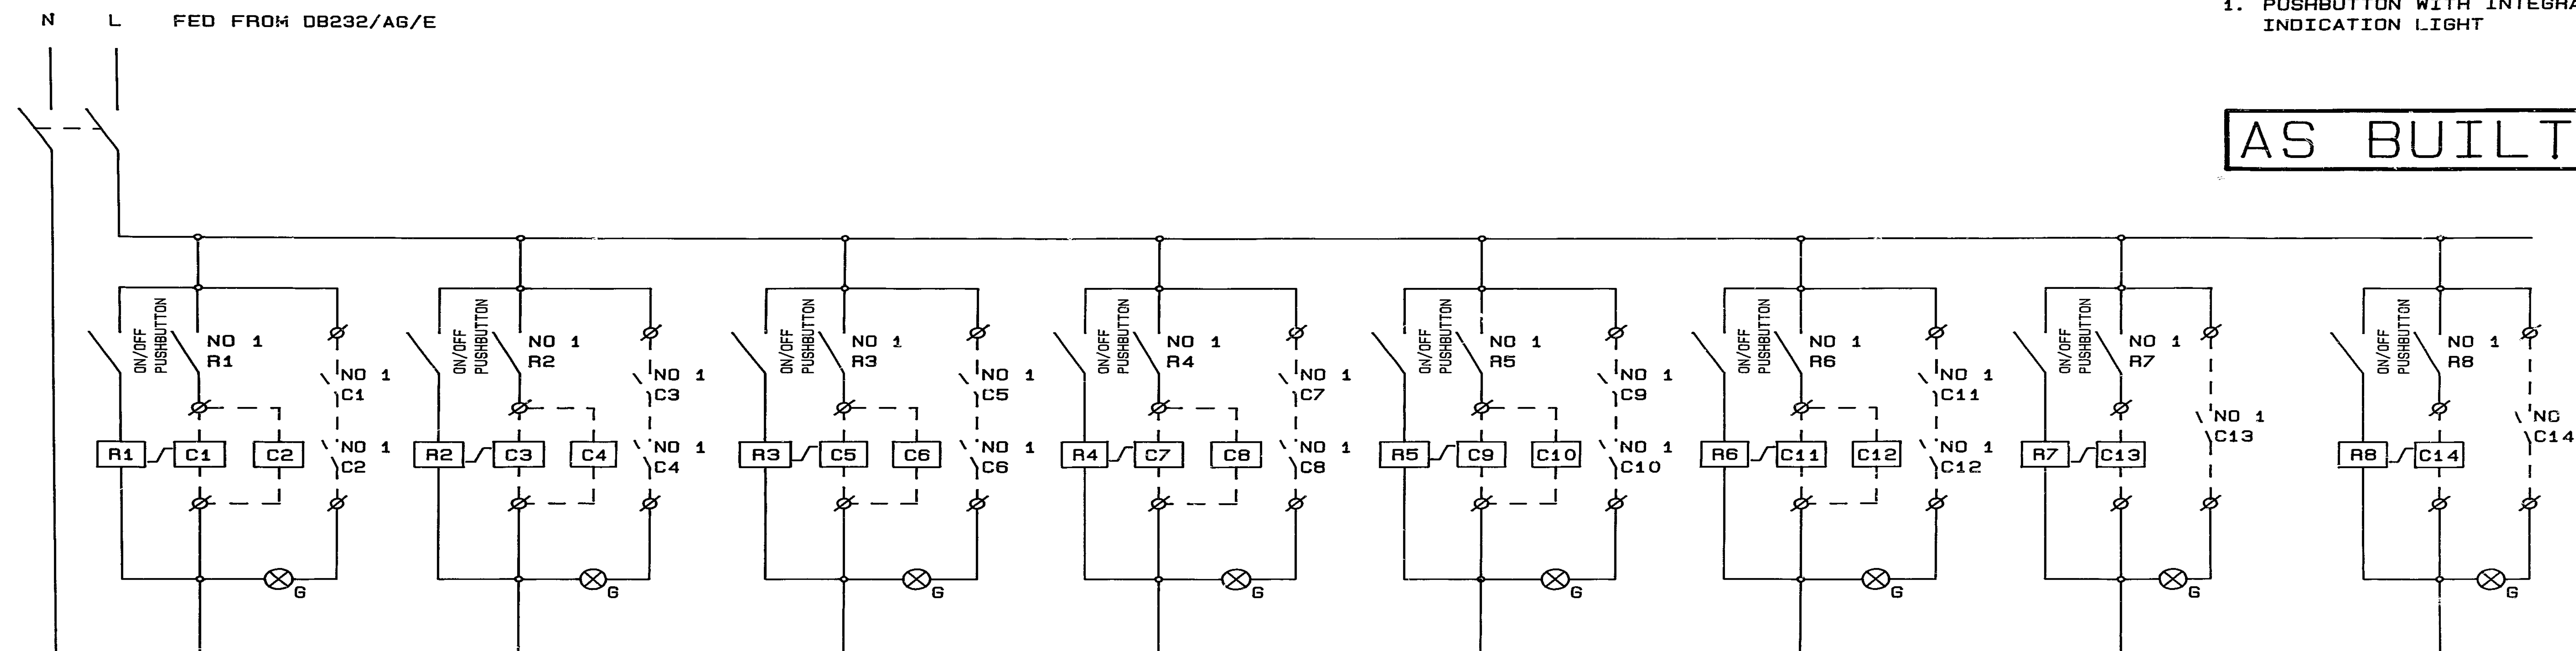 N L FED FROM DB232/AG/E
1. PUSHBUTTON WITH
INDICATION LIGHT
AS BUILT
ON/OFF
PUSHBUTTON
NO 1
R1
NO 1
C1
NO 1
C2
R1 C1 C2
G
ON/OFF
PUSHBUTTON
NO 1
R2
NO 1
C3
NO 1
C4
R2 C3 C4
G
ON/OFF
PUSHBUTTON
NO 1
R3
NO 1
C5
NO 1
C6
R3 C5 C6
G
ON/OFF
PUSHBUTTON
NO 1
R4
NO 1
C7
NO 1
C8
R4 C7 C8
G
ON/OFF
PUSHBUTTON
NO 1
R5
NO 1
C9
NO 1
C10
R5 C9 C10
G
ON/OFF
PUSHBUTTON
NO 1
R6
NO 1
C11
NO 1
C12
R6 C11 C12
G
ON/OFF
PUSHBUTTON
NO 1
R7
NO 1
C13
R7 C13
G
ON/OFF
PUSHBUTTON
NO 1
R8
NO
C14
R8 C14
G